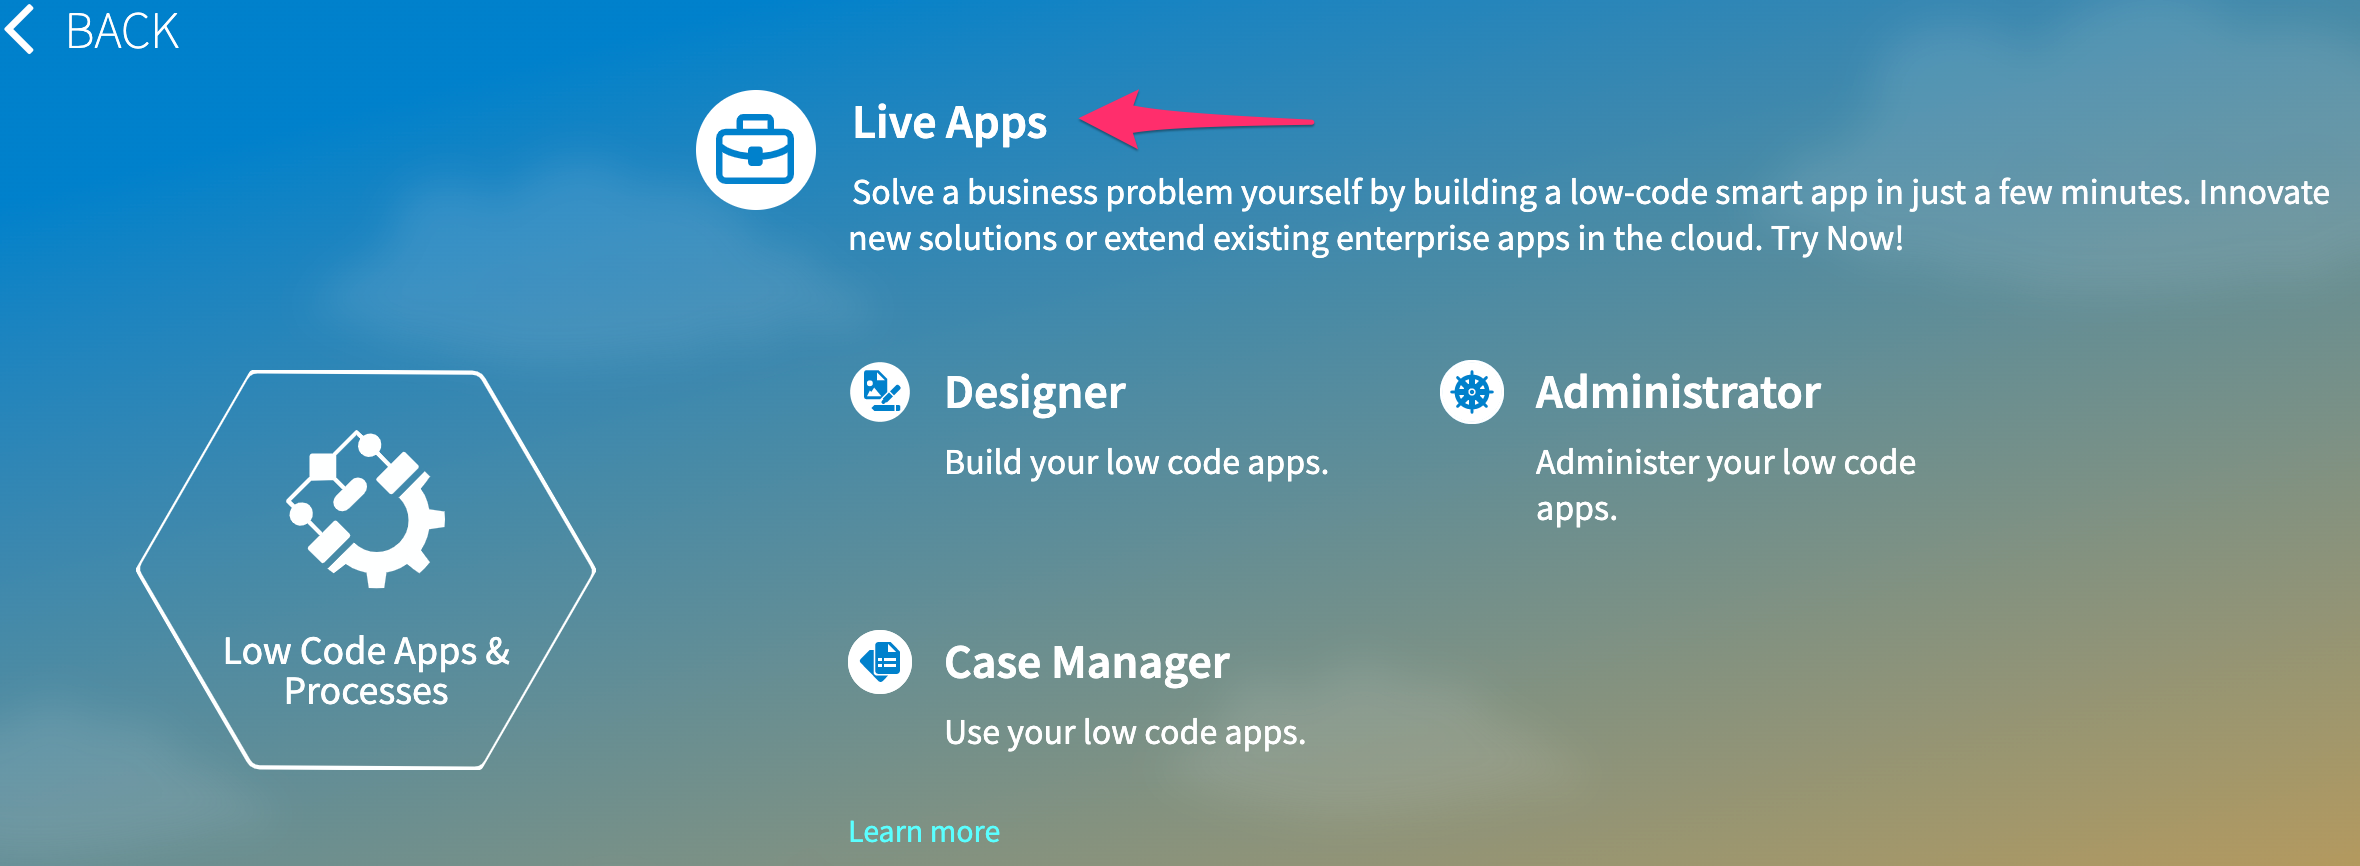 BACK
Live Apps
Solve a business problem yourself by building a low-code smart app in just a few minutes. Innovate
new solutions or extend existing enterprise apps in the cloud. Try Now!
Designer
Build your low code apps.
Administrator
Administer your low code
apps.
Low Code Apps &
Processes
Case Manager
Use your low code apps.
Learn more